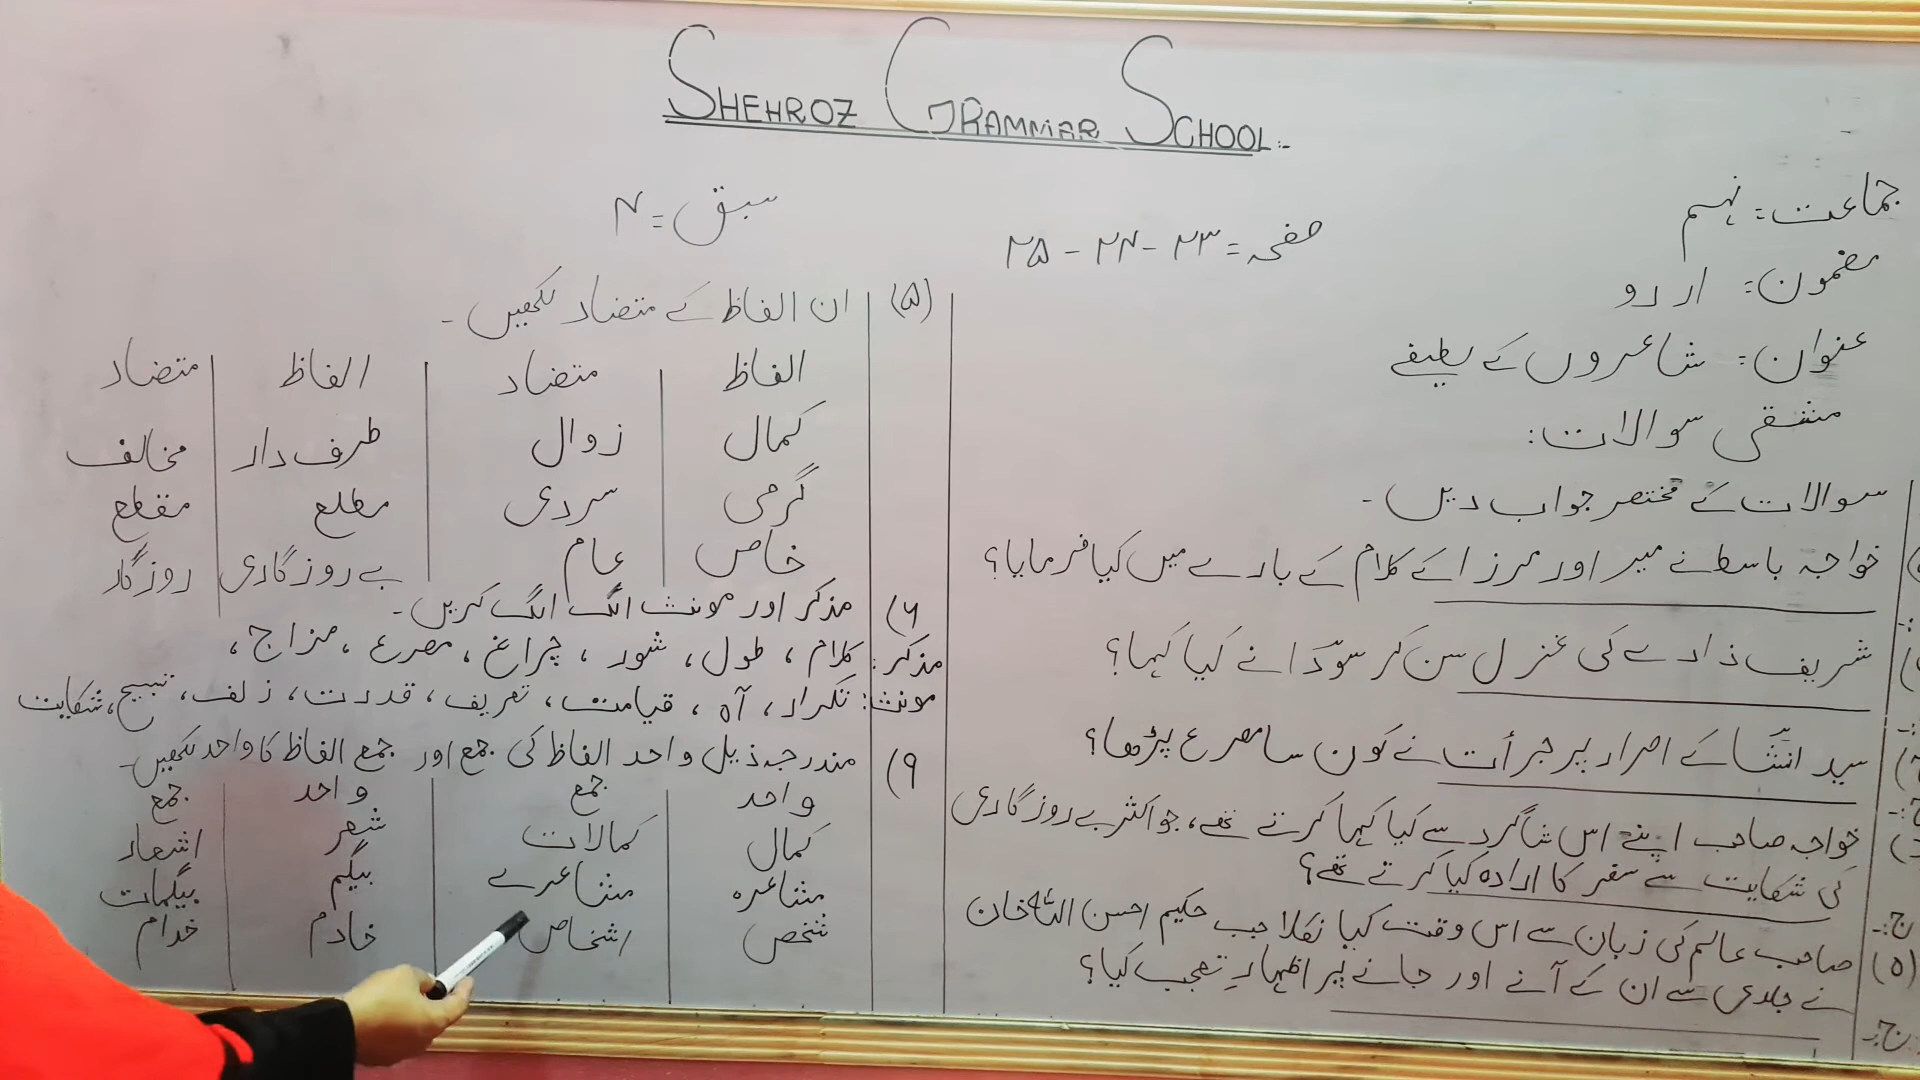 SHEHROZ GRAMMAR SCHOOL:-
جماعت: نہم
صفحہ = ۲۳ - ۲۴ - ۲۵
سبق = ۴
مضمون: اردو
عنوان: شاعروں کے لطیفے
مشقی سوالات:
سوالات کے مختصر جواب دیں۔
خواجہ باسط نے میر اور مرزا کے کلام کے بارے میں کیا فرمایا؟
شریف زادے کی غزل سن کر سوداؔ نے کیا کہا؟
سید انشاؔ کے اصرار پر جرأت نے کون سا مصرع پڑھا؟
خواجہ صاحب اپنے اس شاگرد سے کیا کہا کرتے تھے، جو اکثر بے روزگاری
کی شکایت سے سفر کا ارادہ کیا کرتے تھے؟
ج:-
(۵) صاحب عالم کی زبان سے اس وقت کیا نکلا جب حکیم احسن اللہ خان
نے جلدی سے ان کے آنے اور جانے پر اظہارِ تعجب کیا؟
ج:-
(۵) ان الفاظ کے متضاد لکھیں۔
الفاظ متضاد الفاظ متضاد
کمال زوال طرف دار مخالف
گرمی سردی مطلع مقطع
خاص عام بے روزگاری روزگار
۶) مذکر اور مونث الگ الگ کریں۔
مذکر: کلام، طول، شور، چراغ، مصرع، مزاج،
مونث: تکرار، آہ، قیامت، تعریف، قدرت، زلف، تسبیح، شکایت
۹) مندرجہ ذیل واحد الفاظ کی جمع اور جمع الفاظ کا واحد لکھیں۔
واحد جمع واحد جمع
کمال کمالات شعر اشعار
مشاعرہ مشاعرے بیگم بیگمات
شخص اشخاص خادم خدام